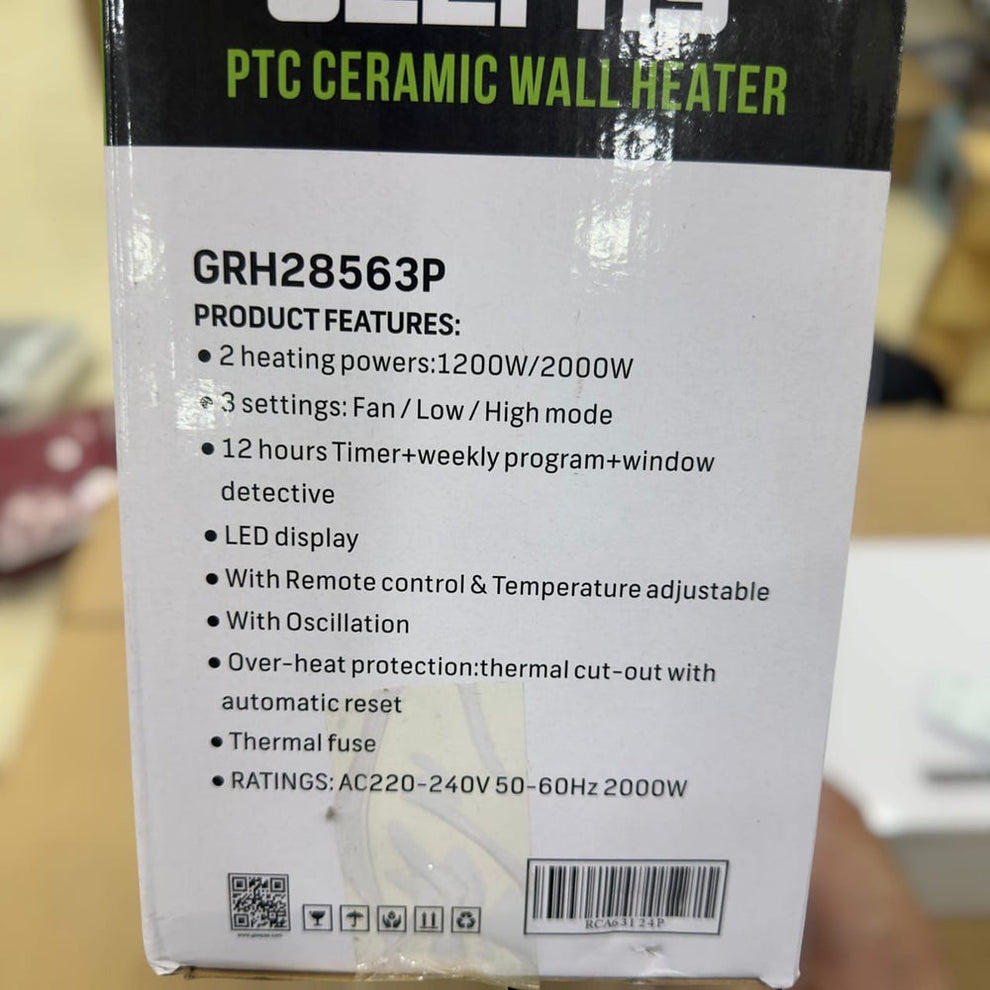 PTC CERAMIC WALL HEATER
GRH28563P
PRODUCT FEATURES:
• 2 heating powers:1200W/2000W
• 3 settings: Fan / Low / High mode
• 12 hours Timer+weekly program+window
detective
• LED display
• With Remote control & Temperature adjustable
• With Oscillation
• Over-heat protection:thermal cut-out with
automatic reset
• Thermal fuse
• RATINGS: AC220-240V 50-60Hz 2000W
RCA63124P